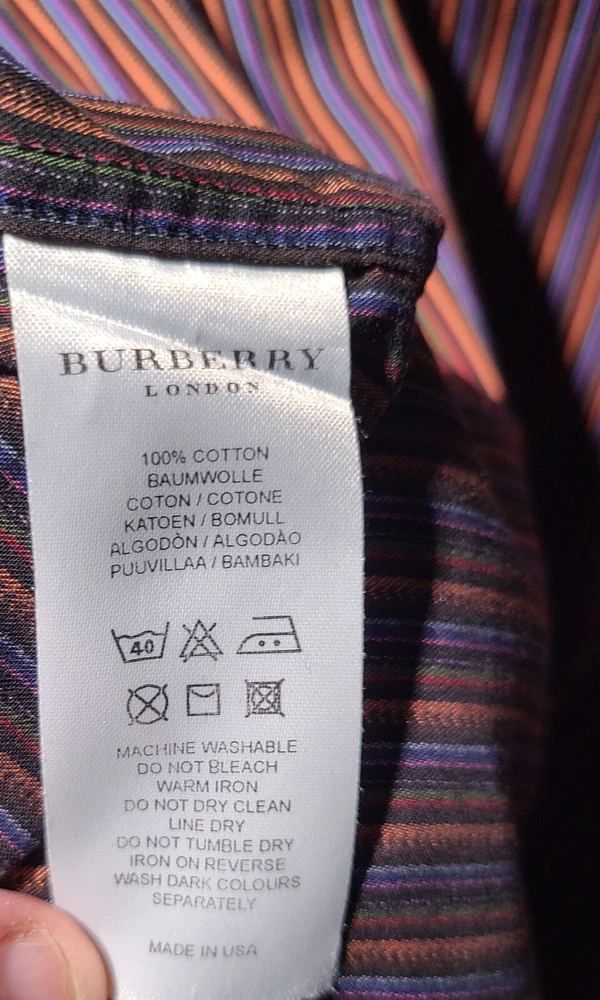 BURBERRY
LONDON
100% COTTON
BAUMWOLLE
COTON / COTONE
KATOEN / BOMULL
ALGODÒN / ALGODÀO
PUUVILLAA / BAMBAKI
40
MACHINE WASHABLE
DO NOT BLEACH
WARM IRON
DO NOT DRY CLEAN
LINE DRY
DO NOT TUMBLE DRY
IRON ON REVERSE
WASH DARK COLOURS
SEPARATELY
MADE IN USA